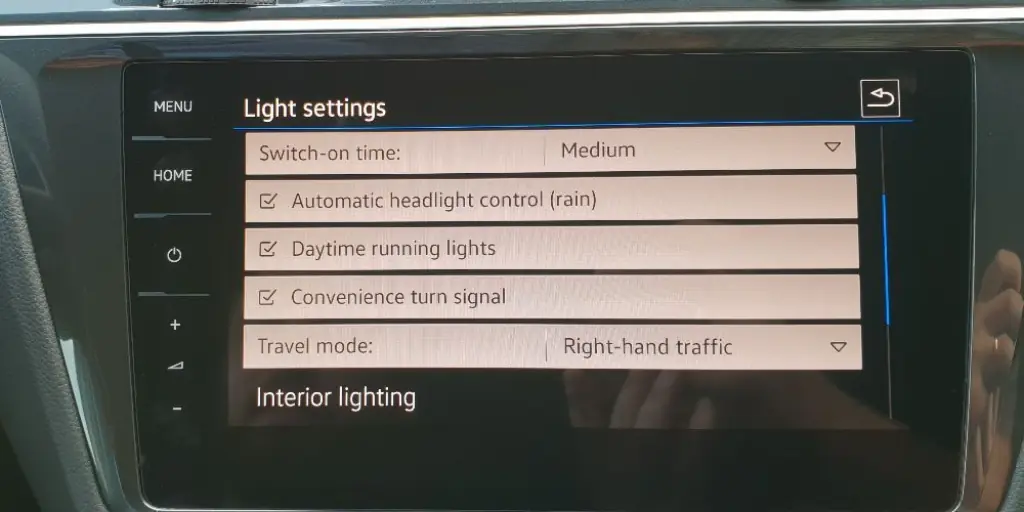 MENU
Light settings
Switch-on time: Medium
HOME
Automatic headlight control (rain)
Daytime running lights
Convenience turn signal
+
Travel mode: Right-hand traffic
Interior lighting
-